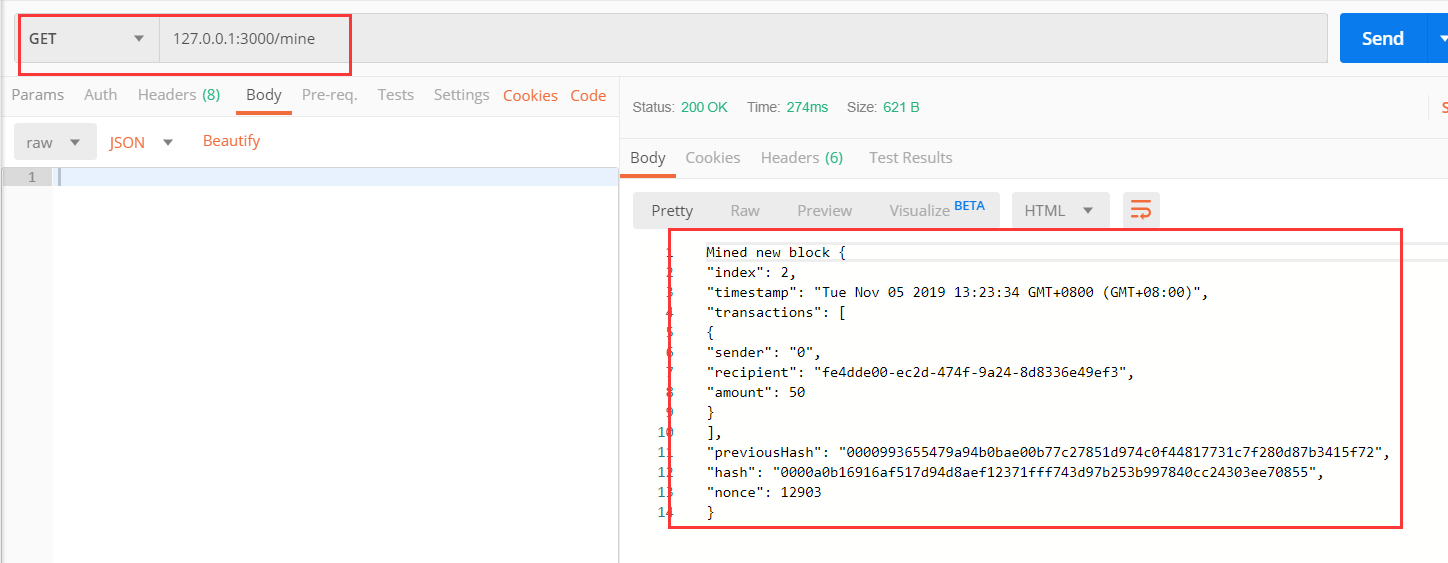 GET 127.0.0.1:3000/mine Send
Params Auth Headers (8) Body Pre-req. Tests Settings Cookies Code
raw JSON Beautify
1
Status: 200 OK Time: 274ms Size: 621 B
Body Cookies Headers (6) Test Results
Pretty Raw Preview Visualize BETA HTML
1 Mined new block {
2 "index": 2,
3 "timestamp": "Tue Nov 05 2019 13:23:34 GMT+0800 (GMT+08:00)",
4 "transactions": [
5 {
6 "sender": "0",
7 "recipient": "fe4dde00-ec2d-474f-9a24-8d8336e49ef3",
8 "amount": 50
9 }
10 ],
11 "previousHash": "0000993655479a94b0bae00b77c27851d974c0f44817731c7f280d87b3415f72",
12 "hash": "0000a0b16916af517d94d8aef12371fff743d97b253b997840cc24303ee70855",
13 "nonce": 12903
14 }